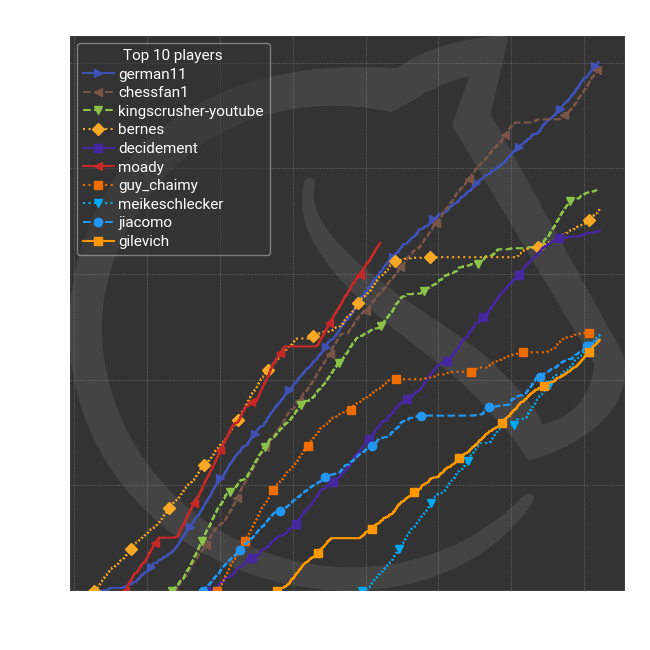 Top 10 players
german11
chessfan1
kingscrusher-youtube
bernes
decidement
moady
guy_chaimy
meikeschlecker
jiacomo
gilevich